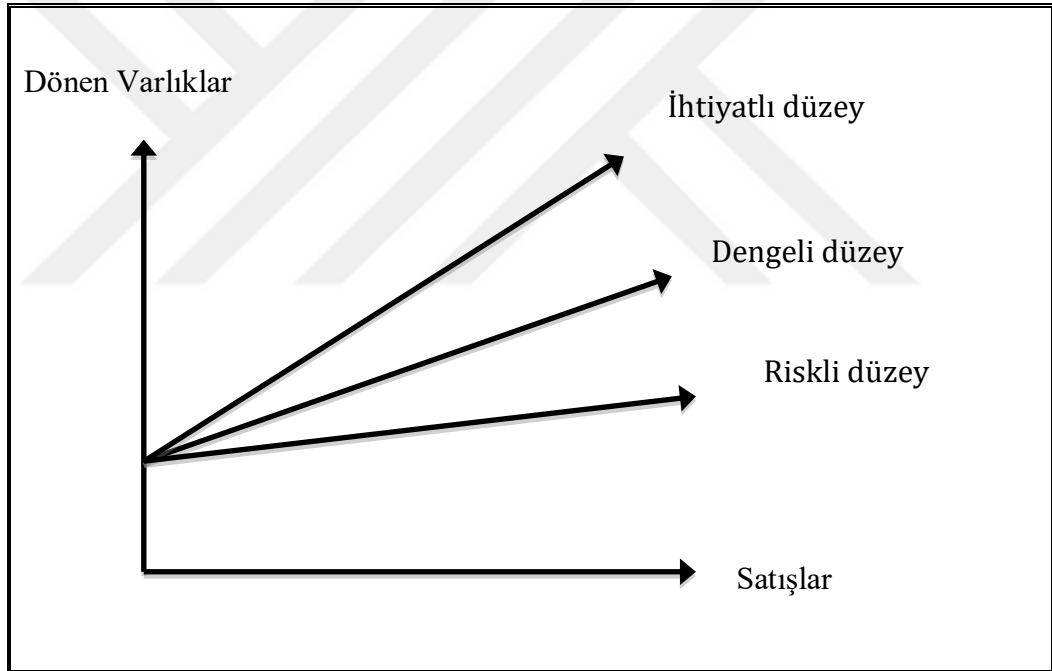 Dönen Varlıklar
İhtiyatlı düzey
Dengeli düzey
Riskli düzey
Satışlar